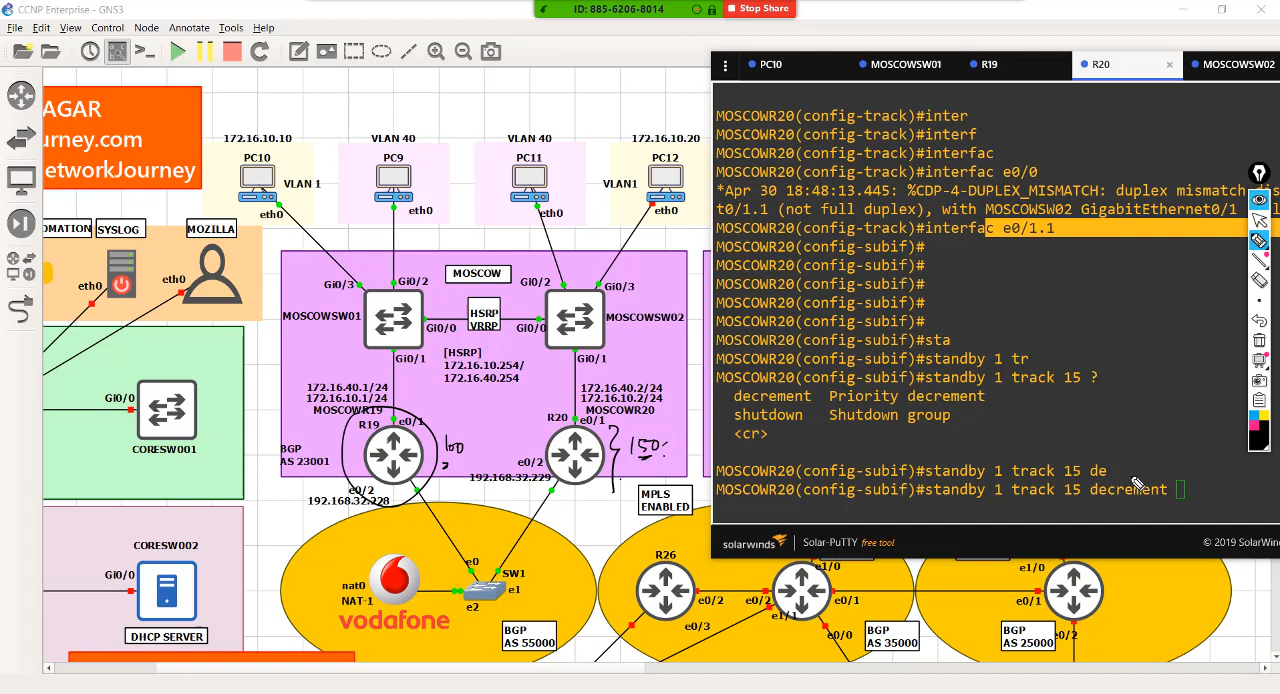 CCNP Enterprise - GNS3
ID: 885-6206-8014
Stop Share
File Edit View Control Node Annotate Tools Help
AGAR
urney.com
etworkJourney
OMATION
SYSLOG
MOZILLA
eth0
eth0
172.16.10.10
VLAN 40
VLAN 40
172.16.10.20
PC10
PC9
PC11
PC12
VLAN 1
VLAN1
eth0
eth0
eth0
eth0
MOSCOW
Gi0/3
Gi0/2
Gi0/2
Gi0/3
MOSCOWSW01
HSRP
VRRP
MOSCOWSW02
Gi0/0
Gi0/0
Gi0/1
[HSRP]
172.16.10.254/
172.16.40.254
Gi0/1
172.16.40.1/24
172.16.10.1/24
MOSCOWR19
172.16.40.2/24
172.16.10.2/24
MOSCOWR20
R19
e0/1
R20
e0/1
100
150
BGP
AS 23001
e0/2
192.168.32.228
e0/2
192.168.32.229
Gi0/0
CORESW001
CORESW002
Gi0/0
DHCP SERVER
MPLS
ENABLED
nat0
NAT-1
vodafone
e0
SW1
e1
e2
BGP
AS 55000
R26
e0/2
e0/3
e0/2
e1/0
e1/1
e0/1
e0/0
BGP
AS 35000
e1/0
e0/1
e0/2
BGP
AS 25000
PC10
MOSCOWSW01
R19
R20
×
MOSCOWSW02
MOSCOWR20(config-track)#inter
MOSCOWR20(config-track)#interf
MOSCOWR20(config-track)#interfac
MOSCOWR20(config-track)#interfac e0/0
*Apr 30 18:48:13.445: %CDP-4-DUPLEX_MISMATCH: duplex mismatch dis
t0/1.1 (not full duplex), with MOSCOWSW02 GigabitEthernet0/1
MOSCOWR20(config-track)#interfac e0/1.1
MOSCOWR20(config-subif)#
MOSCOWR20(config-subif)#
MOSCOWR20(config-subif)#
MOSCOWR20(config-subif)#
MOSCOWR20(config-subif)#
MOSCOWR20(config-subif)#sta
MOSCOWR20(config-subif)#standby 1 tr
MOSCOWR20(config-subif)#standby 1 track 15 ?
decrement Priority decrement
shutdown Shutdown group
<cr>
MOSCOWR20(config-subif)#standby 1 track 15 de
MOSCOWR20(config-subif)#standby 1 track 15 decrement
solarwinds
Solar-PuTTY free tool
© 2019 SolarWin